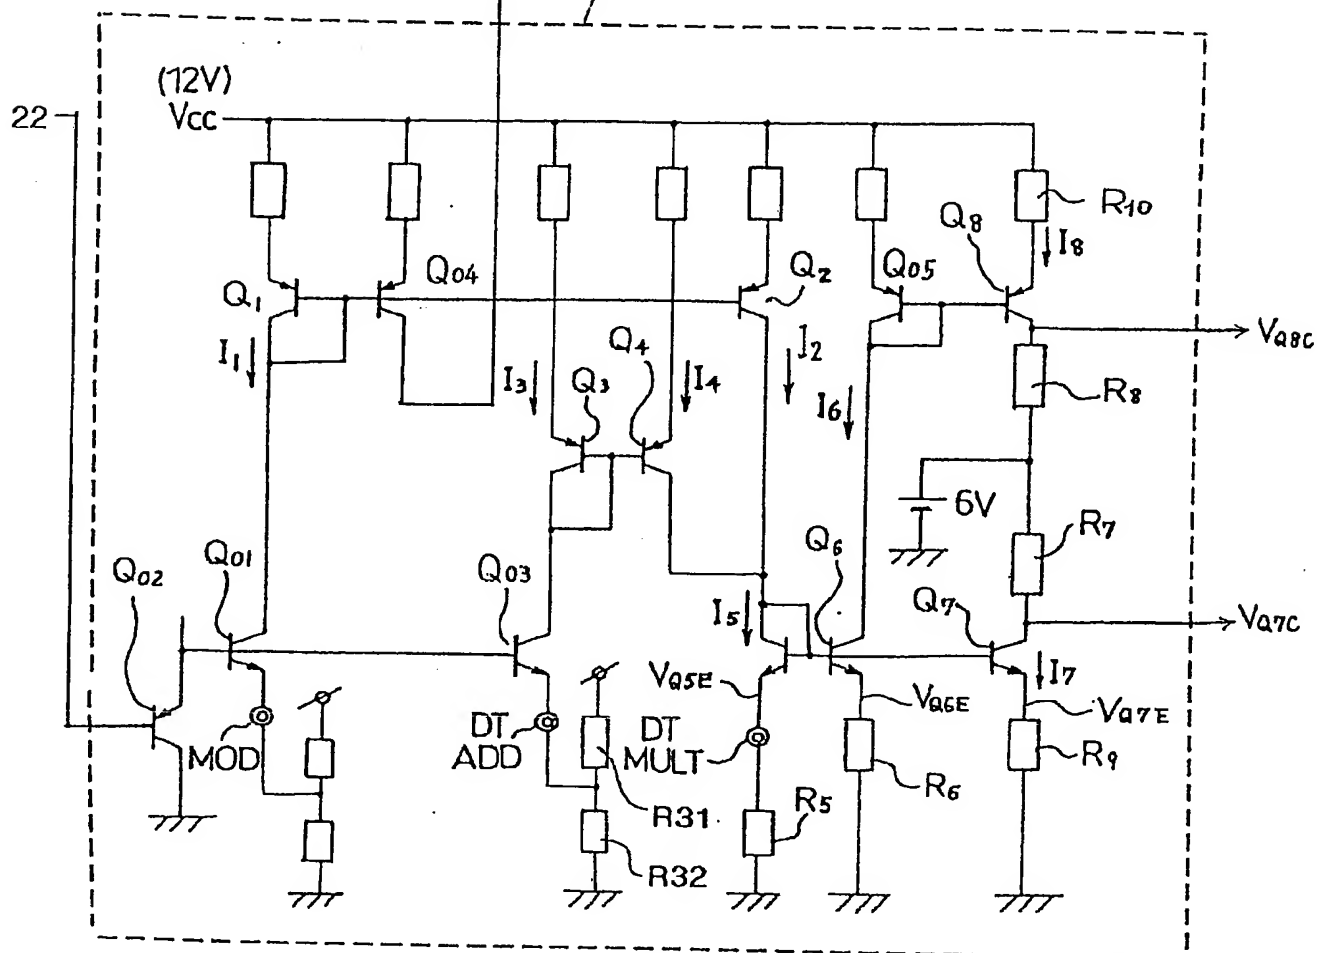 (12V)
22
VCC
R10
Q8
I8
Q1
Q04
Q2
Q05
VQ8C
I1
Q4
I2
I3
Q3
I4
I6
R8
6V
R7
Q02
Q01
Q03
Q6
I5
Q7
VQ7C
VQ5E
VQ6E
I7
VQ7E
MOD
DT
ADD
DT
MULT
R9
R6
R5
R31
R32